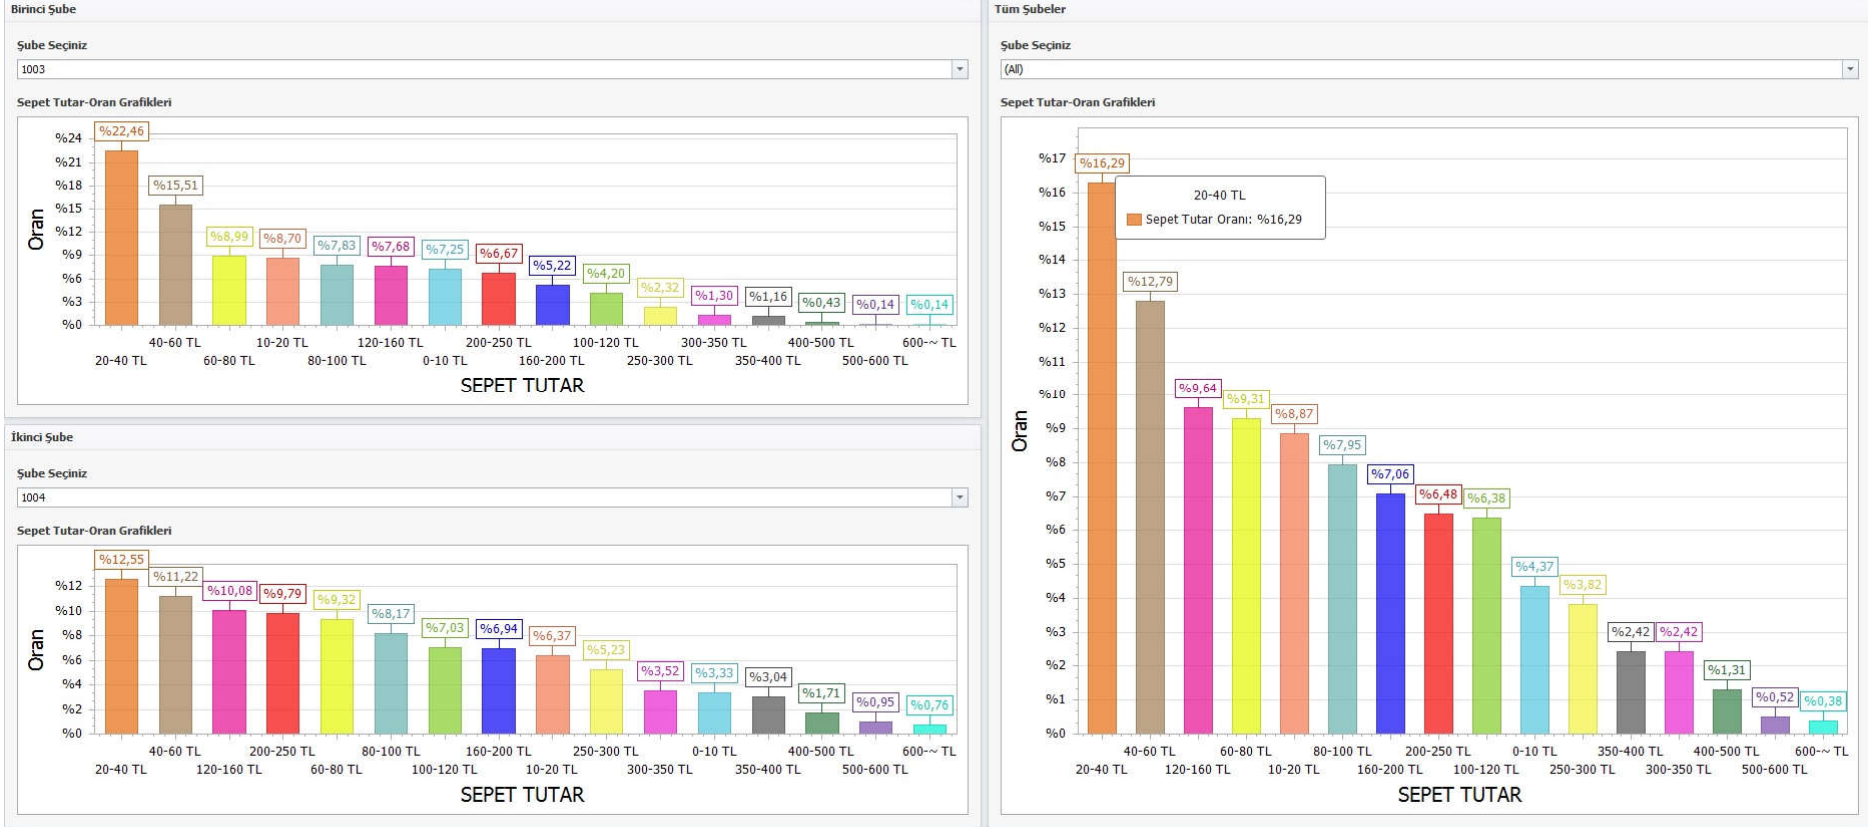 Birinci Şube
Şube Seçiniz
1003
Sepet Tutar-Oran Grafikleri
%22,46
%24
%21
%18
%15,51
%15
%12
%8,99
%8,70
%7,83
%7,68
%7,25
%6,67
%9
%5,22
%6
%4,20
%2,32
%1,30
%1,16
%0,43
%0,14
%0,14
%3
%0
Oran
40-60 TL
10-20 TL
120-160 TL
200-250 TL
100-120 TL
300-350 TL
400-500 TL
600-~ TL
20-40 TL
60-80 TL
80-100 TL
0-10 TL
160-200 TL
250-300 TL
350-400 TL
500-600 TL
SEPET TUTAR
İkinci Şube
Şube Seçiniz
1004
Sepet Tutar-Oran Grafikleri
%12,55
%11,22
%12
%10,08
%9,79
%9,32
%10
%8,17
%8
%7,03
%6,94
%6,37
%5,23
%6
%3,52
%3,33
%3,04
%4
%1,71
%0,95
%0,76
%2
%0
Oran
40-60 TL
200-250 TL
80-100 TL
160-200 TL
250-300 TL
0-10 TL
400-500 TL
600-~ TL
20-40 TL
120-160 TL
60-80 TL
100-120 TL
10-20 TL
300-350 TL
350-400 TL
500-600 TL
SEPET TUTAR
Tüm Şubeler
Şube Seçiniz
(All)
Sepet Tutar-Oran Grafikleri
%17
%16,29
%16
20-40 TL
Sepet Tutar Oranı: %16,29
%15
%14
%12,79
%13
%12
%11
%10
%9,64
%9,31
%8,87
%9
%7,95
%8
%7,06
%7
%6,48
%6,38
%6
%5
%4,37
%4
%3,82
%3
%2,42
%2,42
%2
%1,31
%1
%0,52
%0,38
%0
Oran
40-60 TL
60-80 TL
80-100 TL
200-250 TL
0-10 TL
350-400 TL
400-500 TL
600-~ TL
20-40 TL
120-160 TL
10-20 TL
160-200 TL
100-120 TL
250-300 TL
300-350 TL
500-600 TL
SEPET TUTAR